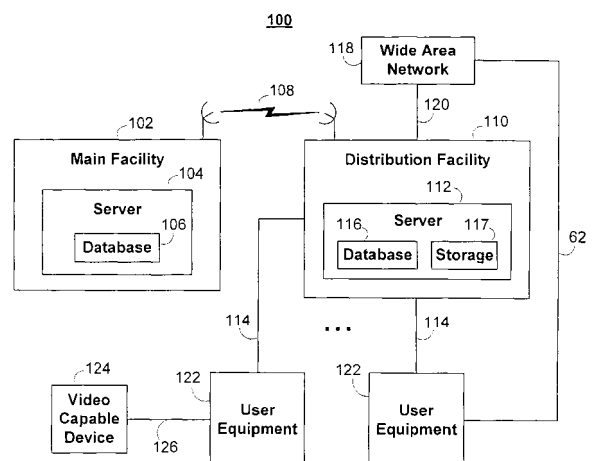 100
118
Wide Area
Network
108
120
102
110
Main Facility
Distribution Facility
104
112
Server
Server
106
116
117
Database
Database
Storage
62
114
...
114
124
122
122
Video
Capable
Device
User
Equipment
User
Equipment
126